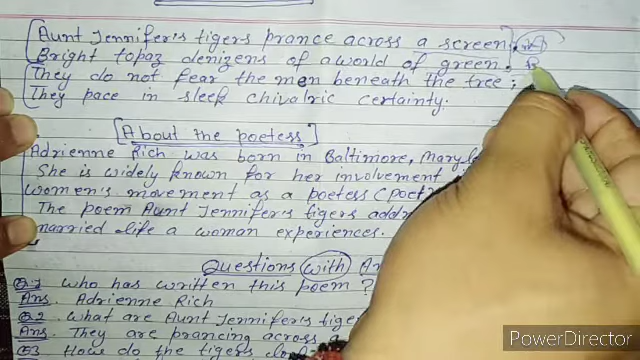 Aunt Jennifer's tigers prance across a screen,
Bright topaz denizens of a world of green.
They do not fear the men beneath the tree;
They pace in sleek chivalric certainty.
About the poetess
Adrienne Rich was born in Baltimore,
She is widely known for her involvement
women's movement as a poetess
The poem Aunt Jennifer's tigers
married life a woman experiences.
Questions with
Q.1 Who has written this poem?
Ans. Adrienne Rich
Q.2 What are Aunt Jennifer's
Ans. They are prancing across
Q3 How do the tigers
PowerDirector